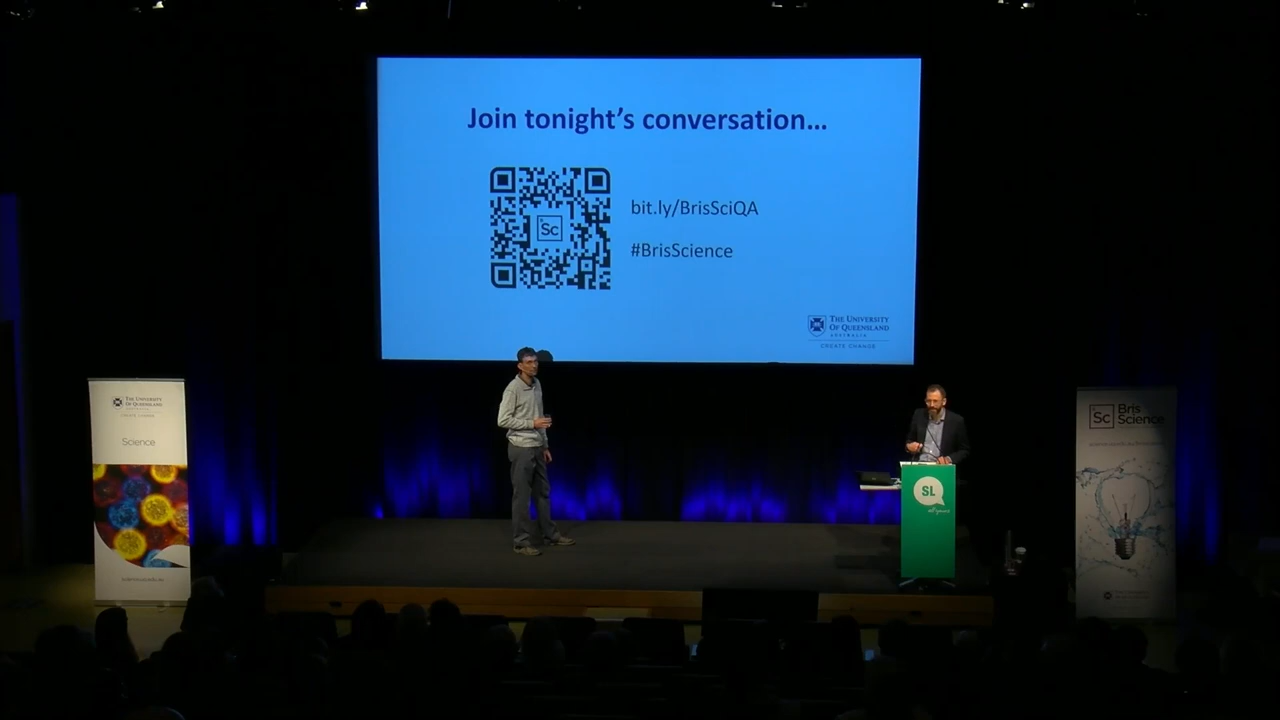 Join tonight's conversation...
Sc
bit.ly/BrisSciQA
#BrisScience
THE UNIVERSITY
OF QUEENSLAND
AUSTRALIA
CREATE CHANGE
THE UNIVERSITY
OF QUEENSLAND
Science
SL
Sc
Bris
Science